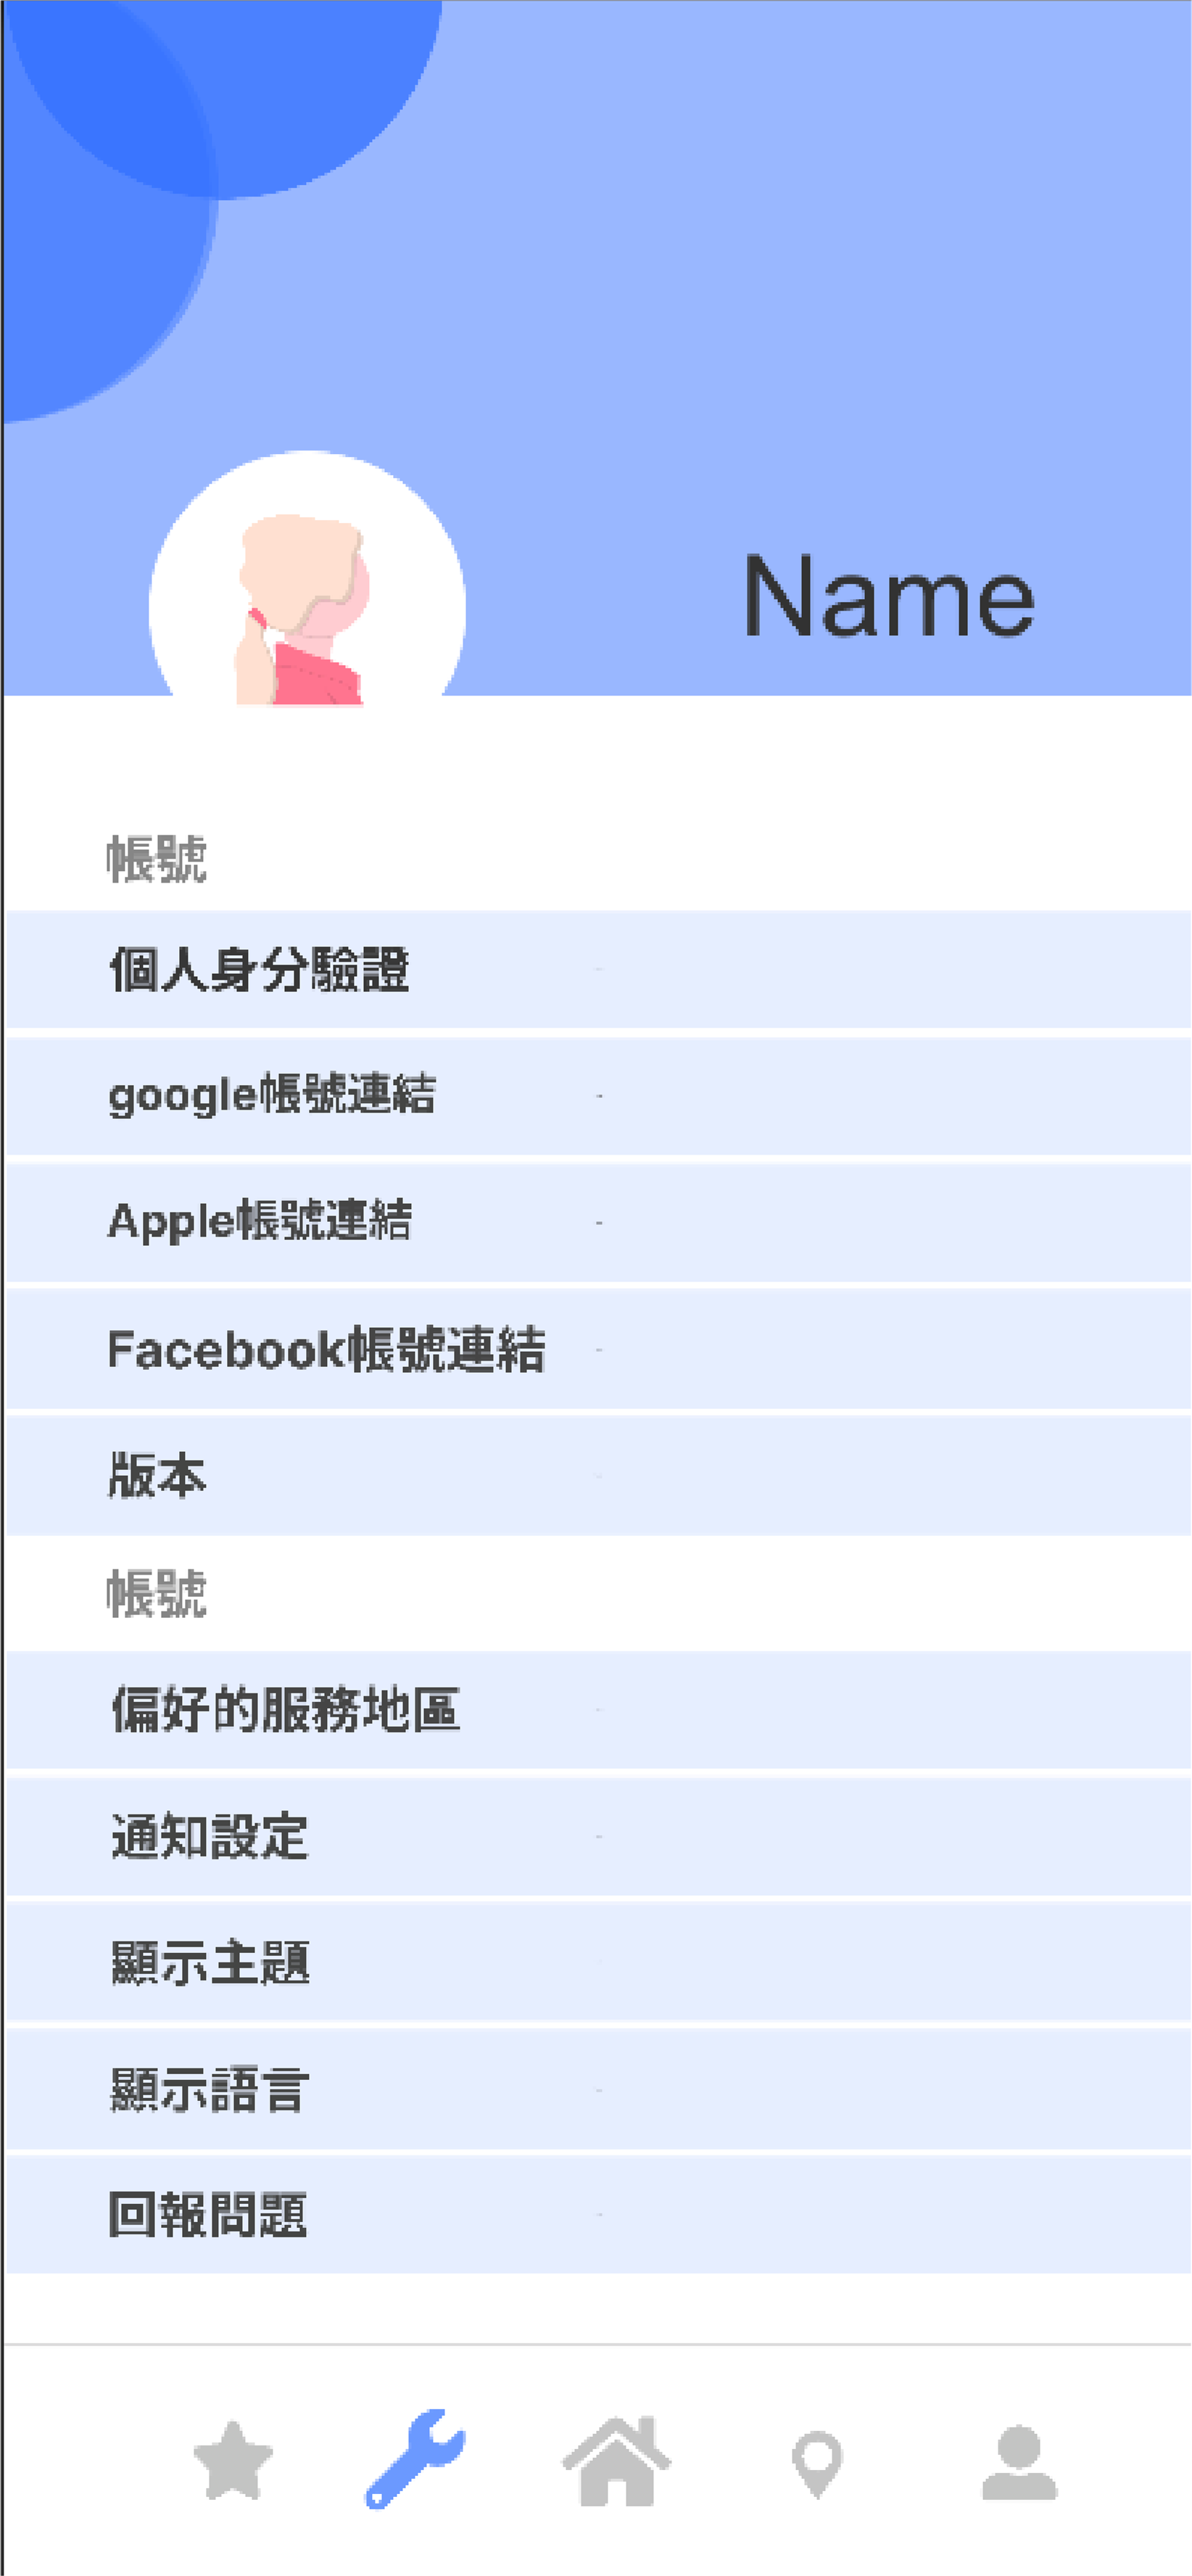 Name
帳號
個人身分驗證
google帳號連結
Apple帳號連結
Facebook帳號連結
版本
帳號
偏好的服務地區
通知設定
顯示主題
顯示語言
回報問題